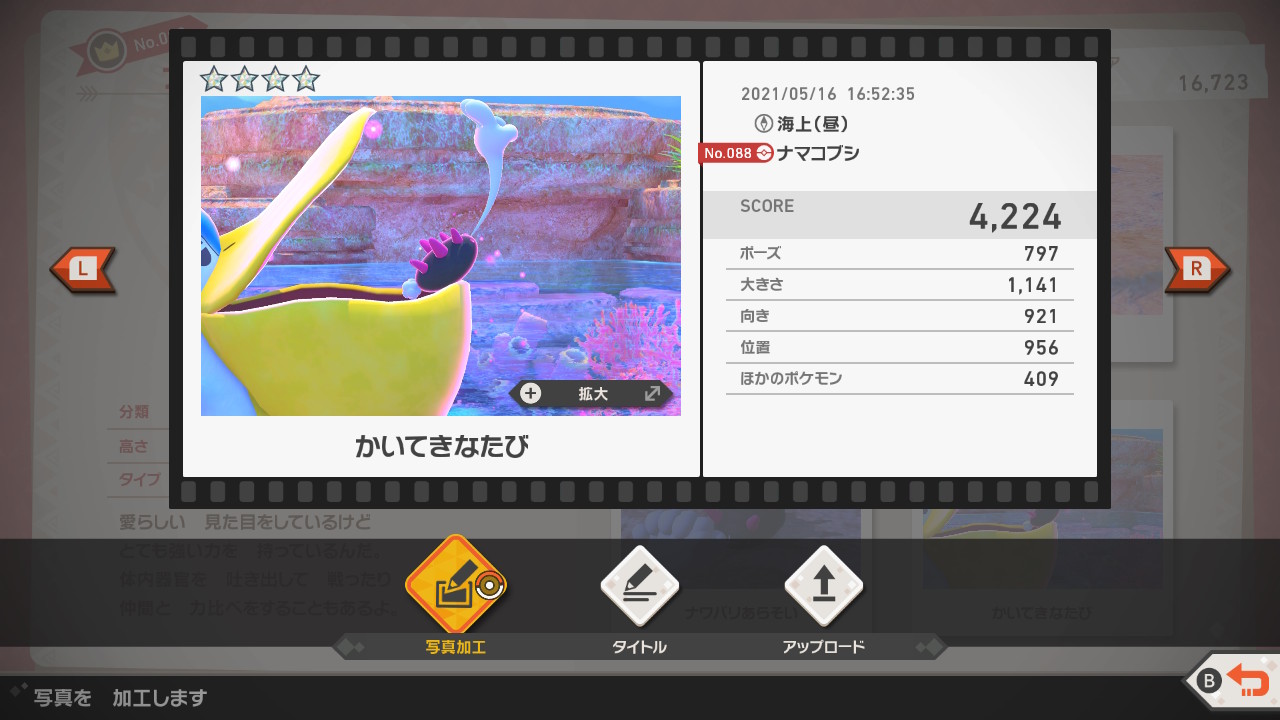 No.0
16,723
2021/05/16 16:52:35
海上(昼)
No.088 ナマコブシ
SCORE 4,224
ポーズ 797
大きさ 1,141
向き 921
位置 956
ほかのポケモン 409
L
R
+ 拡大
かいてきなたび
分類
高さ
タイプ
愛らしい 見た目をしているけど
とても強い力を 持っているんだ。
体内器官を 吐き出して 戦ったり
仲間と 力比べをすることもあるよ。
ナワバリあらそい
かいてきなたび
写真加工
タイトル
アップロード
写真を 加工します
B